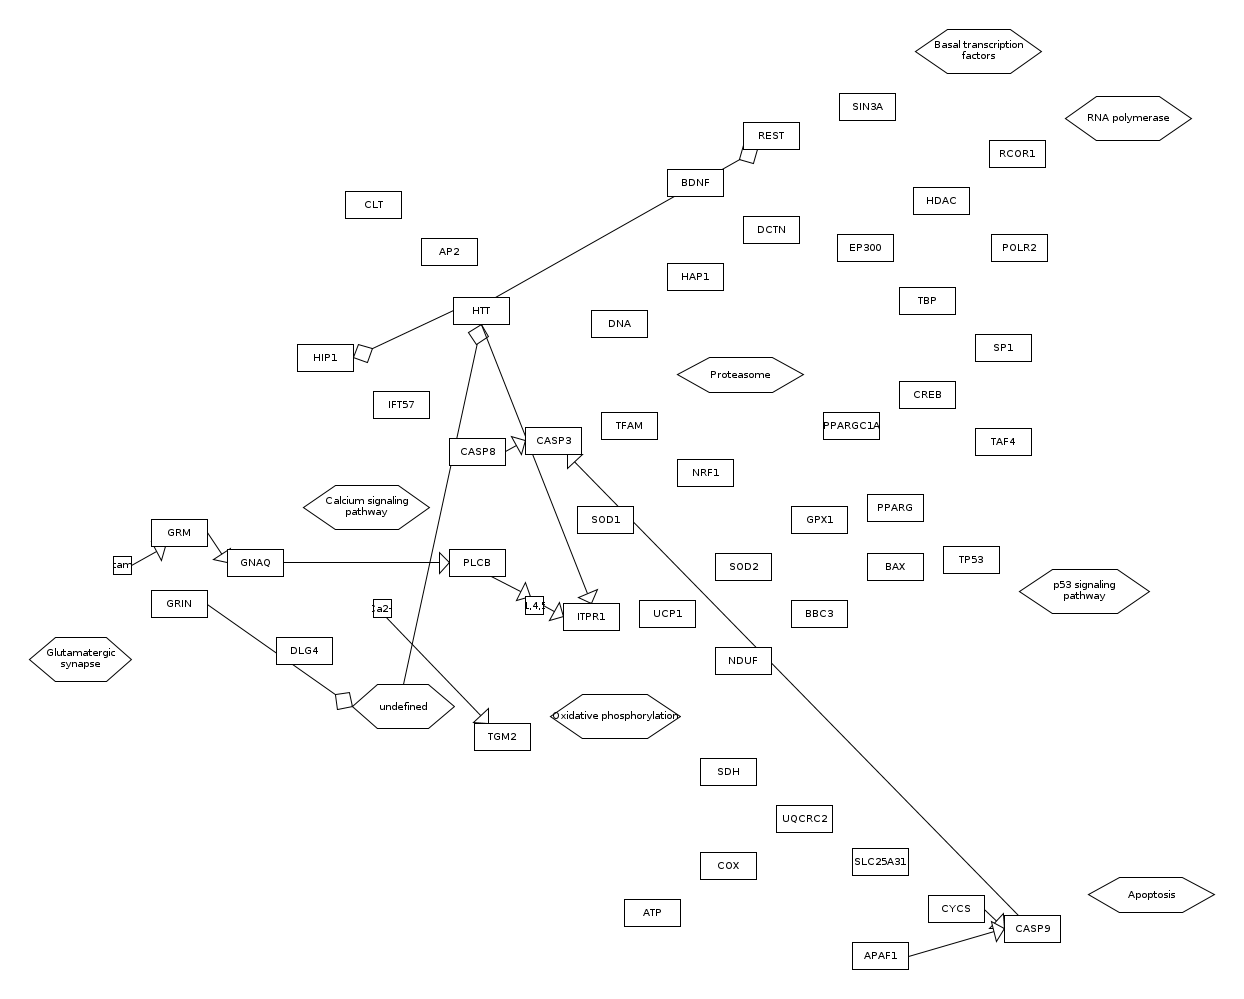 Basal transcription
factors
SIN3A
RNA polymerase
REST
RCOR1
BDNF
CLT
HDAC
DCTN
AP2
EP300
POLR2
HAP1
TBP
HTT
DNA
SP1
HIP1
Proteasome
CREB
IFT57
TFAM
PPARGC1A
CASP3
TAF4
CASP8
NRF1
Calcium signaling
pathway
PPARG
SOD1
GPX1
GRM
GNAQ
PLCB
TP53
cam
SOD2
BAX
p53 signaling
pathway
GRIN
Ca2+
1,4,5
ITPR1
UCP1
BBC3
DLG4
Glutamatergic
synapse
NDUF
undefined
Oxidative phosphorylation
TGM2
SDH
UQCRC2
COX
SLC25A31
Apoptosis
ATP
CYCS
CASP9
APAF1